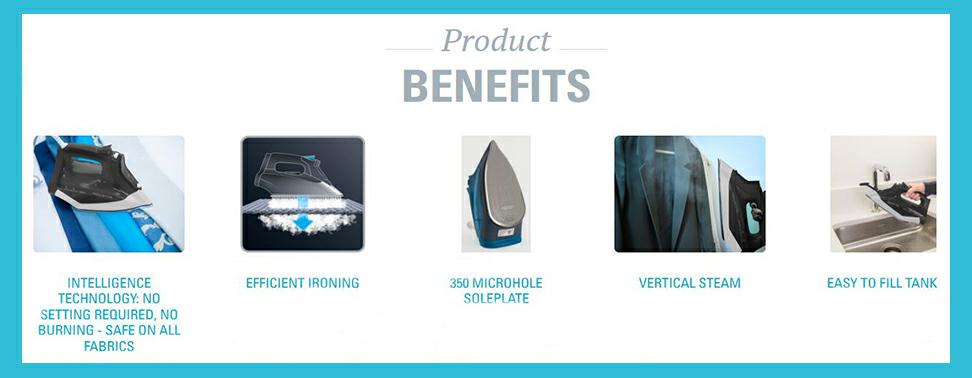 Product
BENEFITS
INTELLIGENCE
TECHNOLOGY: NO
SETTING REQUIRED, NO
BURNING - SAFE ON ALL
FABRICS
EFFICIENT IRONING
350 MICROHOLE
SOLEPLATE
VERTICAL STEAM
EASY TO FILL TANK